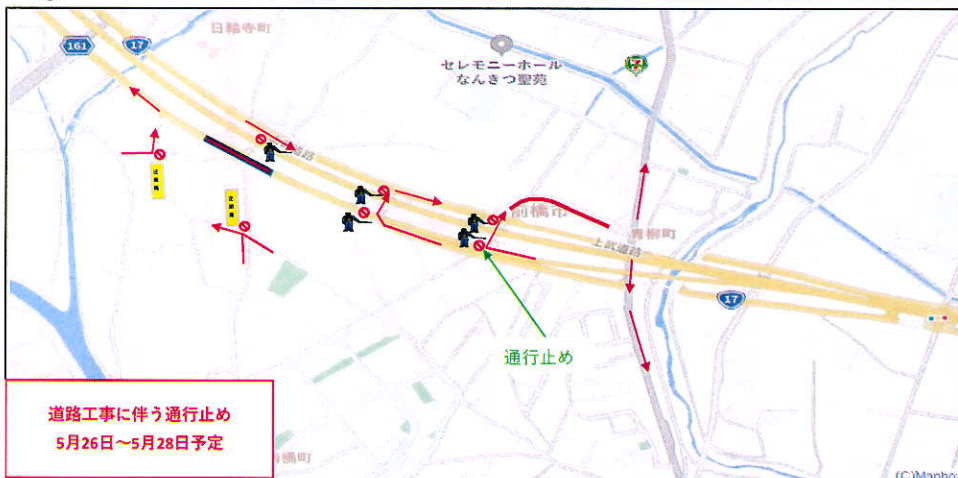 161
17
日輪寺町
セレモニーホール
なんきつ聖苑
7
前橋市
青柳町
上武道路
17
通行止め
道路工事に伴う通行止め
5月26日～5月28日予定
橘町
(C)Mapbo